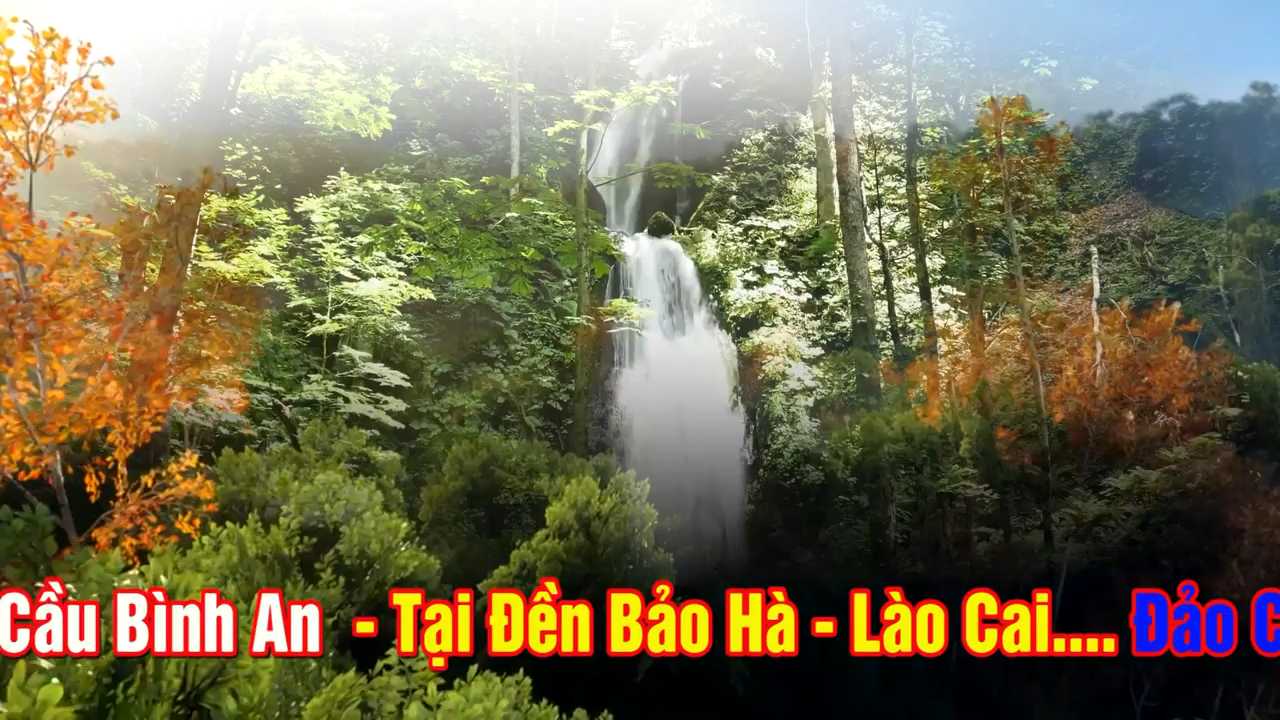 Cầu Bình An - Tại Đền Bảo Hà - Lào Cai.... Đảo